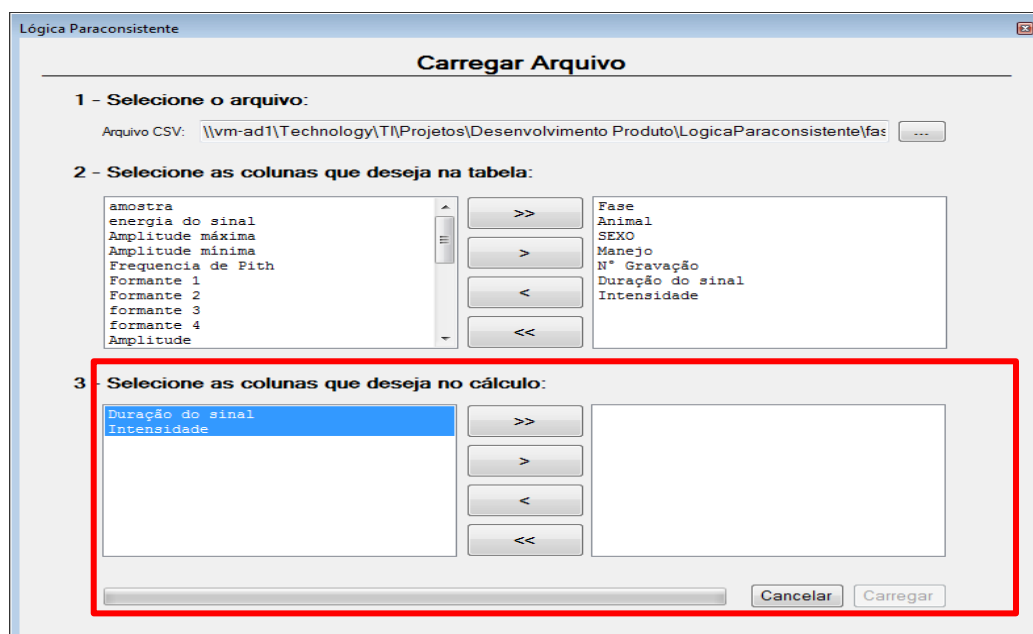 Lógica Paraconsistente
Carregar Arquivo
1 - Selecione o arquivo:
Arquivo CSV: \\vm-ad1\Technology\TI\Projetos\Desenvolvimento Produto\LogicaParaconsistente\fas ...
2 - Selecione as colunas que deseja na tabela:
amostra
energia do sinal
Amplitude máxima
Amplitude mínima
Frequencia de Pith
Formante 1
Formante 2
formante 3
formante 4
Amplitude
>>
>
<
<<
Fase
Animal
SEXO
Manejo
N° Gravação
Duração do sinal
Intensidade
3 - Selecione as colunas que deseja no cálculo:
Duração do sinal
Intensidade
>>
>
<
<<
Cancelar Carregar